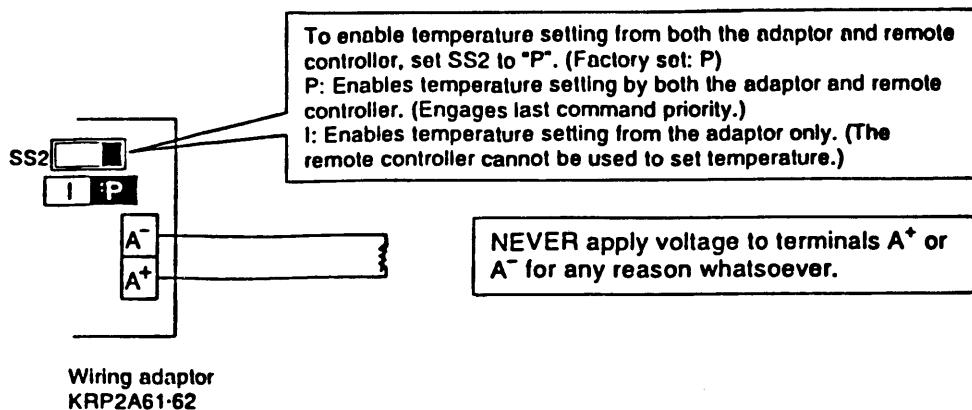 To enable temperature setting from both the adaptor and remote
controller, set SS2 to "P". (Factory set: P)
P: Enables temperature setting by both the adaptor and remote
controller. (Engages last command priority.)
I: Enables temperature setting from the adaptor only. (The
remote controller cannot be used to set temperature.)
SS2
I P
A⁻
A⁺
NEVER apply voltage to terminals A⁺ or
A⁻ for any reason whatsoever.
Wiring adaptor
KRP2A61·62